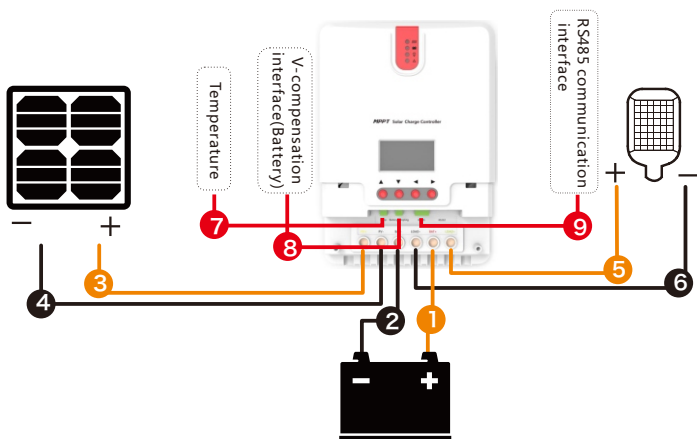 RS485 communication
interface
V-compensation
interface(Battery)
Temperature
MPPT Solar Charge Controller
− +
+ −
7
8
9
3
4
5
6
2
1
− +